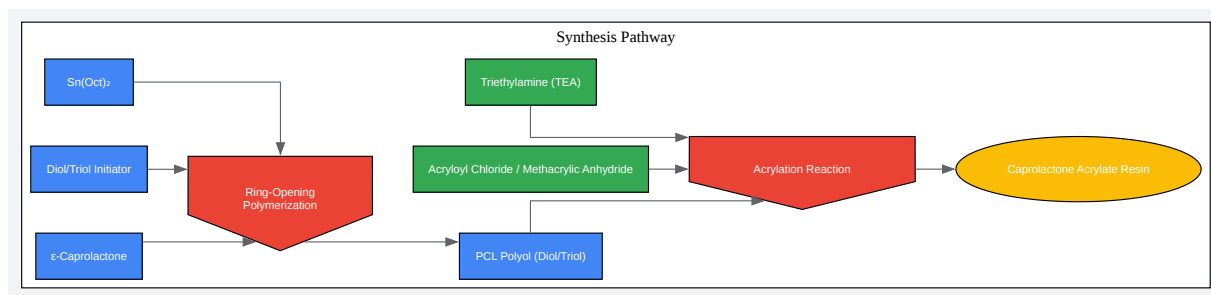 Synthesis Pathway
Sn(Oct)₂
Triethylamine (TEA)
Diol/Triol Initiator
Ring-Opening
Polymerization
Acryloyl Chloride / Methacrylic Anhydride
Acrylation Reaction
Caprolactone Acrylate Resin
ε-Caprolactone
PCL Polyol (Diol/Triol)